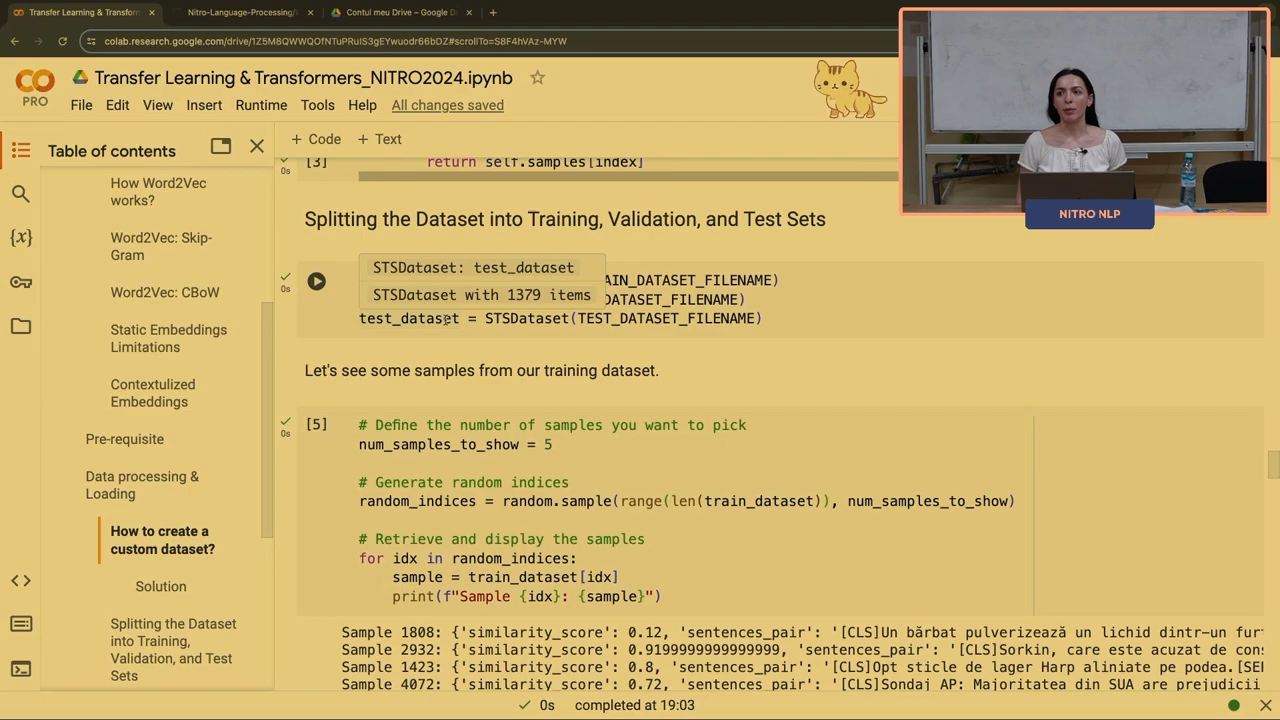 Transfer Learning & Transform
Nitro-Language-Processing/
Contul meu Drive – Google D
colab.research.google.com/drive/
Transfer Learning & Transformers_NITRO2024.ipynb
PRO
File Edit View Insert Runtime Tools Help All changes saved
NITRO NLP
Table of contents
+ Code + Text
How Word2Vec
works?
Word2Vec: Skip-
Gram
Word2Vec: CBoW
Static Embeddings
Limitations
Contextulized
Embeddings
Pre-requisite
Data processing &
Loading
How to create a
custom dataset?
Solution
Splitting the Dataset
into Training,
Validation, and Test
Sets
[3] return self.samples[index]
0s
Splitting the Dataset into Training, Validation, and Test Sets
STSDataset: test_dataset
STSDataset with 1379 items
AIN_DATASET_FILENAME)
DATASET_FILENAME)
0s
test_dataset = STSDataset(TEST_DATASET_FILENAME)
Let's see some samples from our training dataset.
[5] # Define the number of samples you want to pick
0s
num_samples_to_show = 5
# Generate random indices
random_indices = random.sample(range(len(train_dataset)), num_samples_to_show)
# Retrieve and display the samples
for idx in random_indices:
sample = train_dataset[idx]
print(f"Sample {idx}: {sample}")
Sample 1808: {'similarity_score': 0.12, 'sentences_pair': '[CLS]Un bărbat pulverizează un lichid dintr-un fur
Sample 2932: {'similarity_score': 0.9199999999999999, 'sentences_pair': '[CLS]Sorkin, care este acuzat de con
Sample 1423: {'similarity_score': 0.8, 'sentences_pair': '[CLS]Opt sticle de lager Harp aliniate pe podea.[SE
Sample 4072: {'similarity_score': 0.72, 'sentences_pair': '[CLS]Sondaj AP: Majoritatea din SUA are prejudicii
0s completed at 19:03